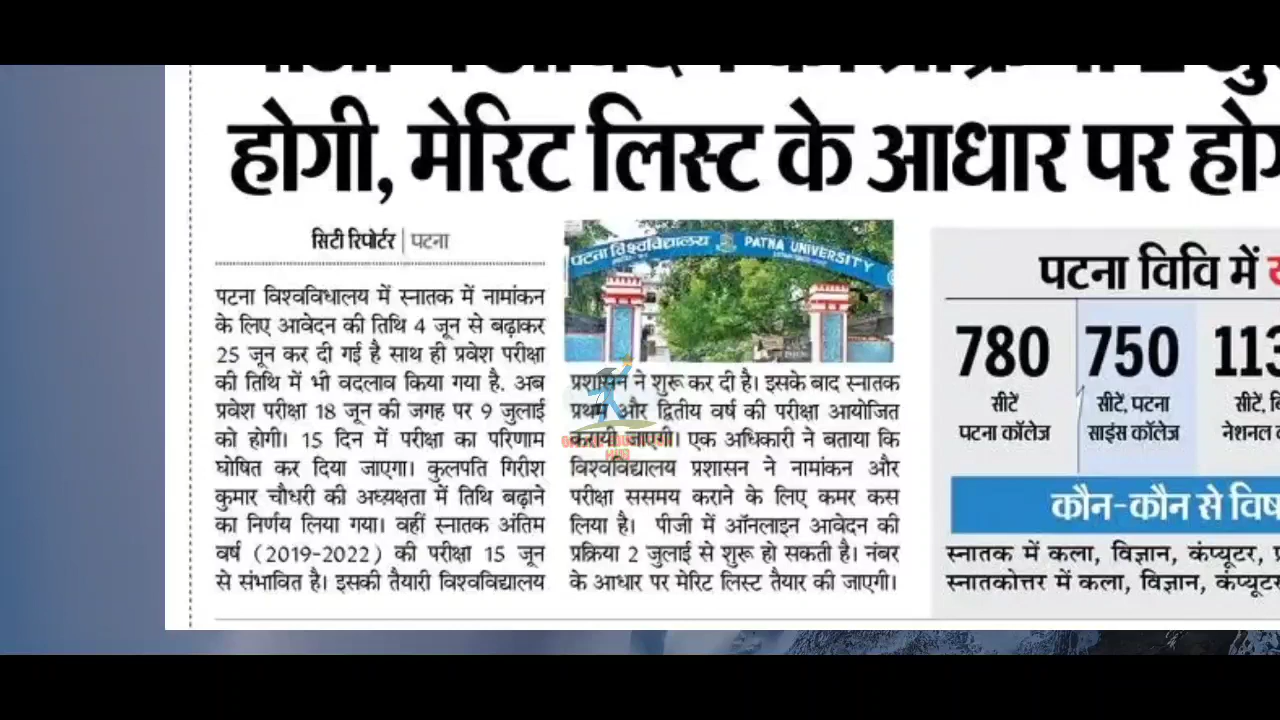 होगी, मेरिट लिस्ट के आधार पर
सिटी रिपोर्टर | पटना
पटना विश्वविधालय में स्नातक में नामांकन
के लिए आवेदन की तिथि 4 जून से बढ़ाकर
25 जून कर दी गई है साथ ही प्रवेश परीक्षा
की तिथि में भी वदलाव किया गया है. अब
प्रवेश परीक्षा 18 जून की जगह पर 9 जुलाई
को होगी। 15 दिन में परीक्षा का परिणाम
घोषित कर दिया जाएगा। कुलपति गिरीश
कुमार चौधरी की अध्यक्षता में तिथि बढ़ाने
का निर्णय लिया गया। वहीं स्नातक अंतिम
वर्ष (2019-2022) की परीक्षा 15 जून
से संभावित है। इसकी तैयारी विश्वविद्यालय
पटना विश्वविद्यालय PATNA UNIVERSITY
प्रशासन ने शुरू कर दी है। इसके बाद स्नातक
प्रथम और द्वितीय वर्ष की परीक्षा आयोजित
करायी जाएगी। एक अधिकारी ने बताया कि
विश्वविद्यालय प्रशासन ने नामांकन और
परीक्षा ससमय कराने के लिए कमर कस
लिया है। पीजी में ऑनलाइन आवेदन की
प्रक्रिया 2 जुलाई से शुरू हो सकती है। नंबर
के आधार पर मेरिट लिस्ट तैयार की जाएगी।
पटना विवि में
780 750 113
सीटें सीटें, पटना सीटें,
पटना कॉलेज साइंस कॉलेज नेशनल
कौन-कौन से
स्नातक में कला, विज्ञान, कंप्यूटर,
स्नातकोत्तर में कला, विज्ञान,